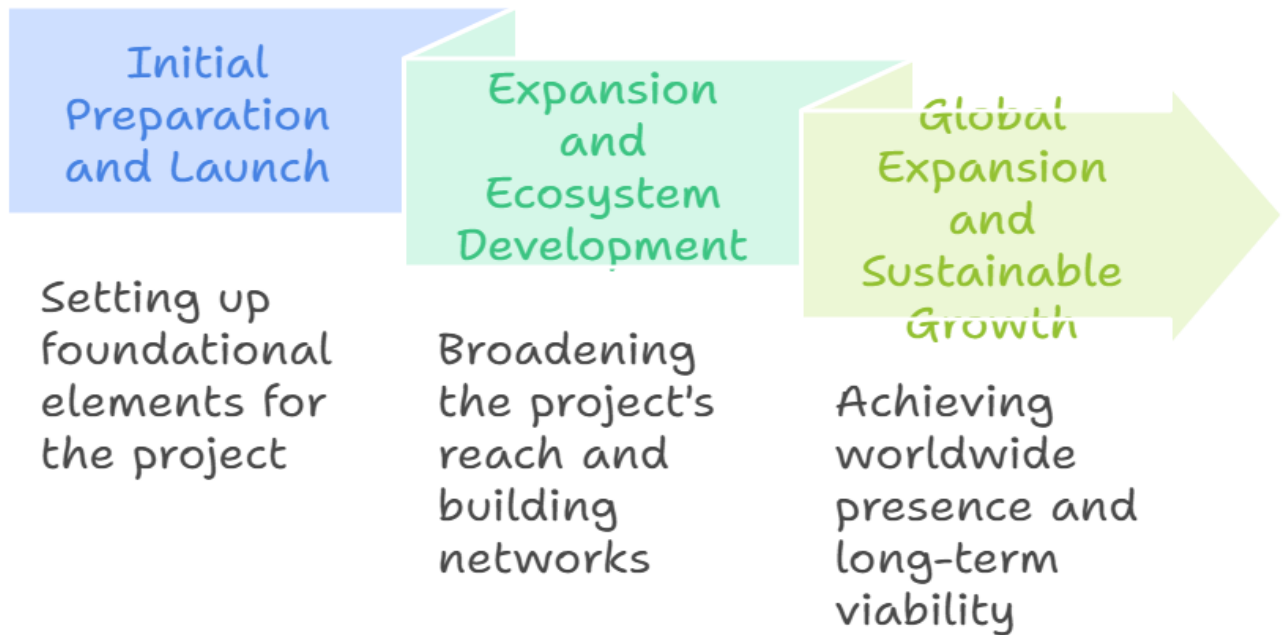 Initial
Preparation
and Launch
Setting up
foundational
elements for
the project
Expansion
and
Ecosystem
Development
Broadening
the project's
reach and
building
networks
Global
Expansion
and
Sustainable
Growth
Achieving
worldwide
presence and
long-term
viability